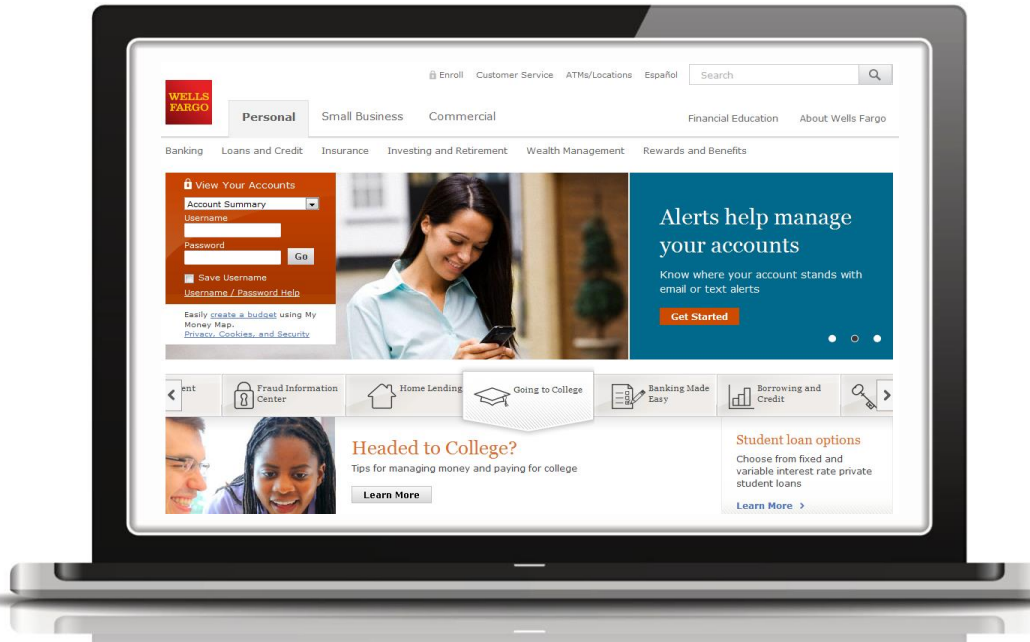 Enroll Customer Service ATMs/Locations Español Search
WELLS
FARGO
Personal Small Business Commercial Financial Education About Wells Fargo
Banking Loans and Credit Insurance Investing and Retirement Wealth Management Rewards and Benefits
View Your Accounts
Account Summary
Username
Password
Go
Save Username
Username / Password Help
Easily create a budget using My
Money Map.
Privacy, Cookies, and Security
Alerts help manage
your accounts
Know where your account stands with
email or text alerts
Get Started
ent
Fraud Information
Center
Home Lending
Going to College
Banking Made
Easy
Borrowing and
Credit
Headed to College?
Tips for managing money and paying for college
Learn More
Student loan options
Choose from fixed and
variable interest rate private
student loans
Learn More >